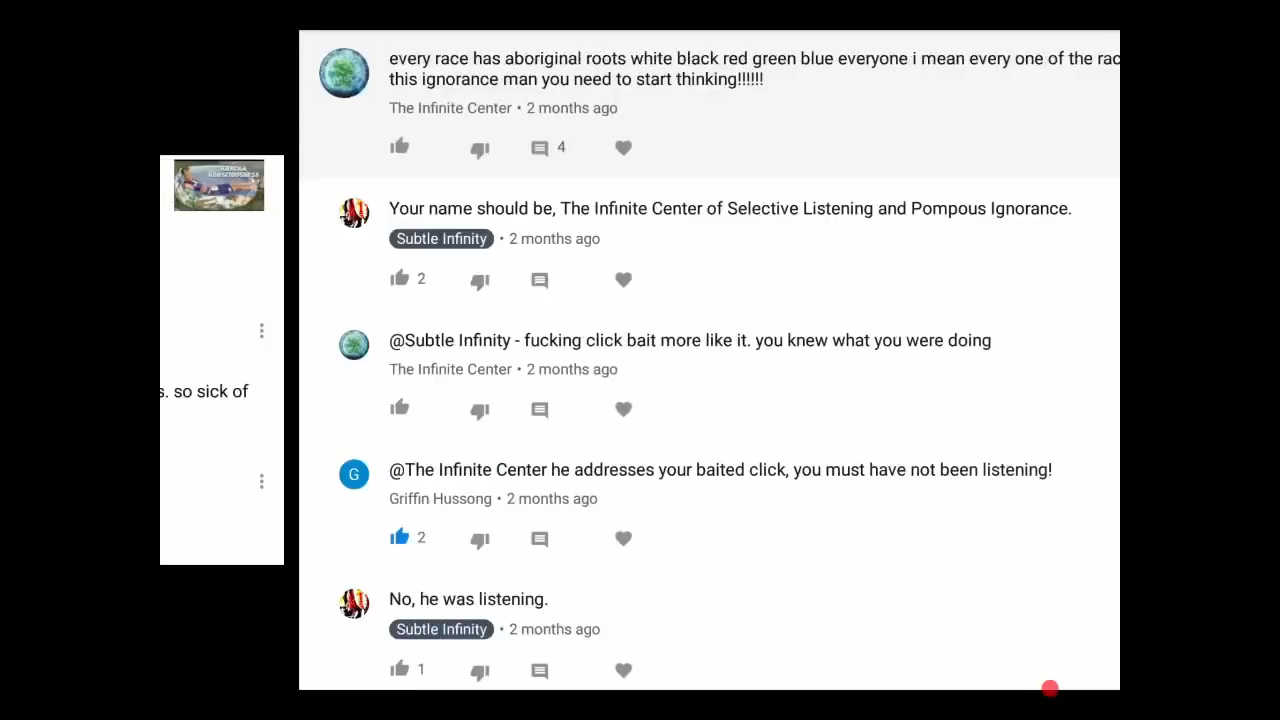 every race has aboriginal roots white black red green blue everyone i mean every one of the rac
this ignorance man you need to start thinking!!!!!!
The Infinite Center • 2 months ago
4
KONSCIOUSNESS
s. so sick of
Your name should be, The Infinite Center of Selective Listening and Pompous Ignorance.
Subtle Infinity • 2 months ago
2
@Subtle Infinity - fucking click bait more like it. you knew what you were doing
The Infinite Center • 2 months ago
G
@The Infinite Center he addresses your baited click, you must have not been listening!
Griffin Hussong • 2 months ago
2
No, he was listening.
Subtle Infinity • 2 months ago
1